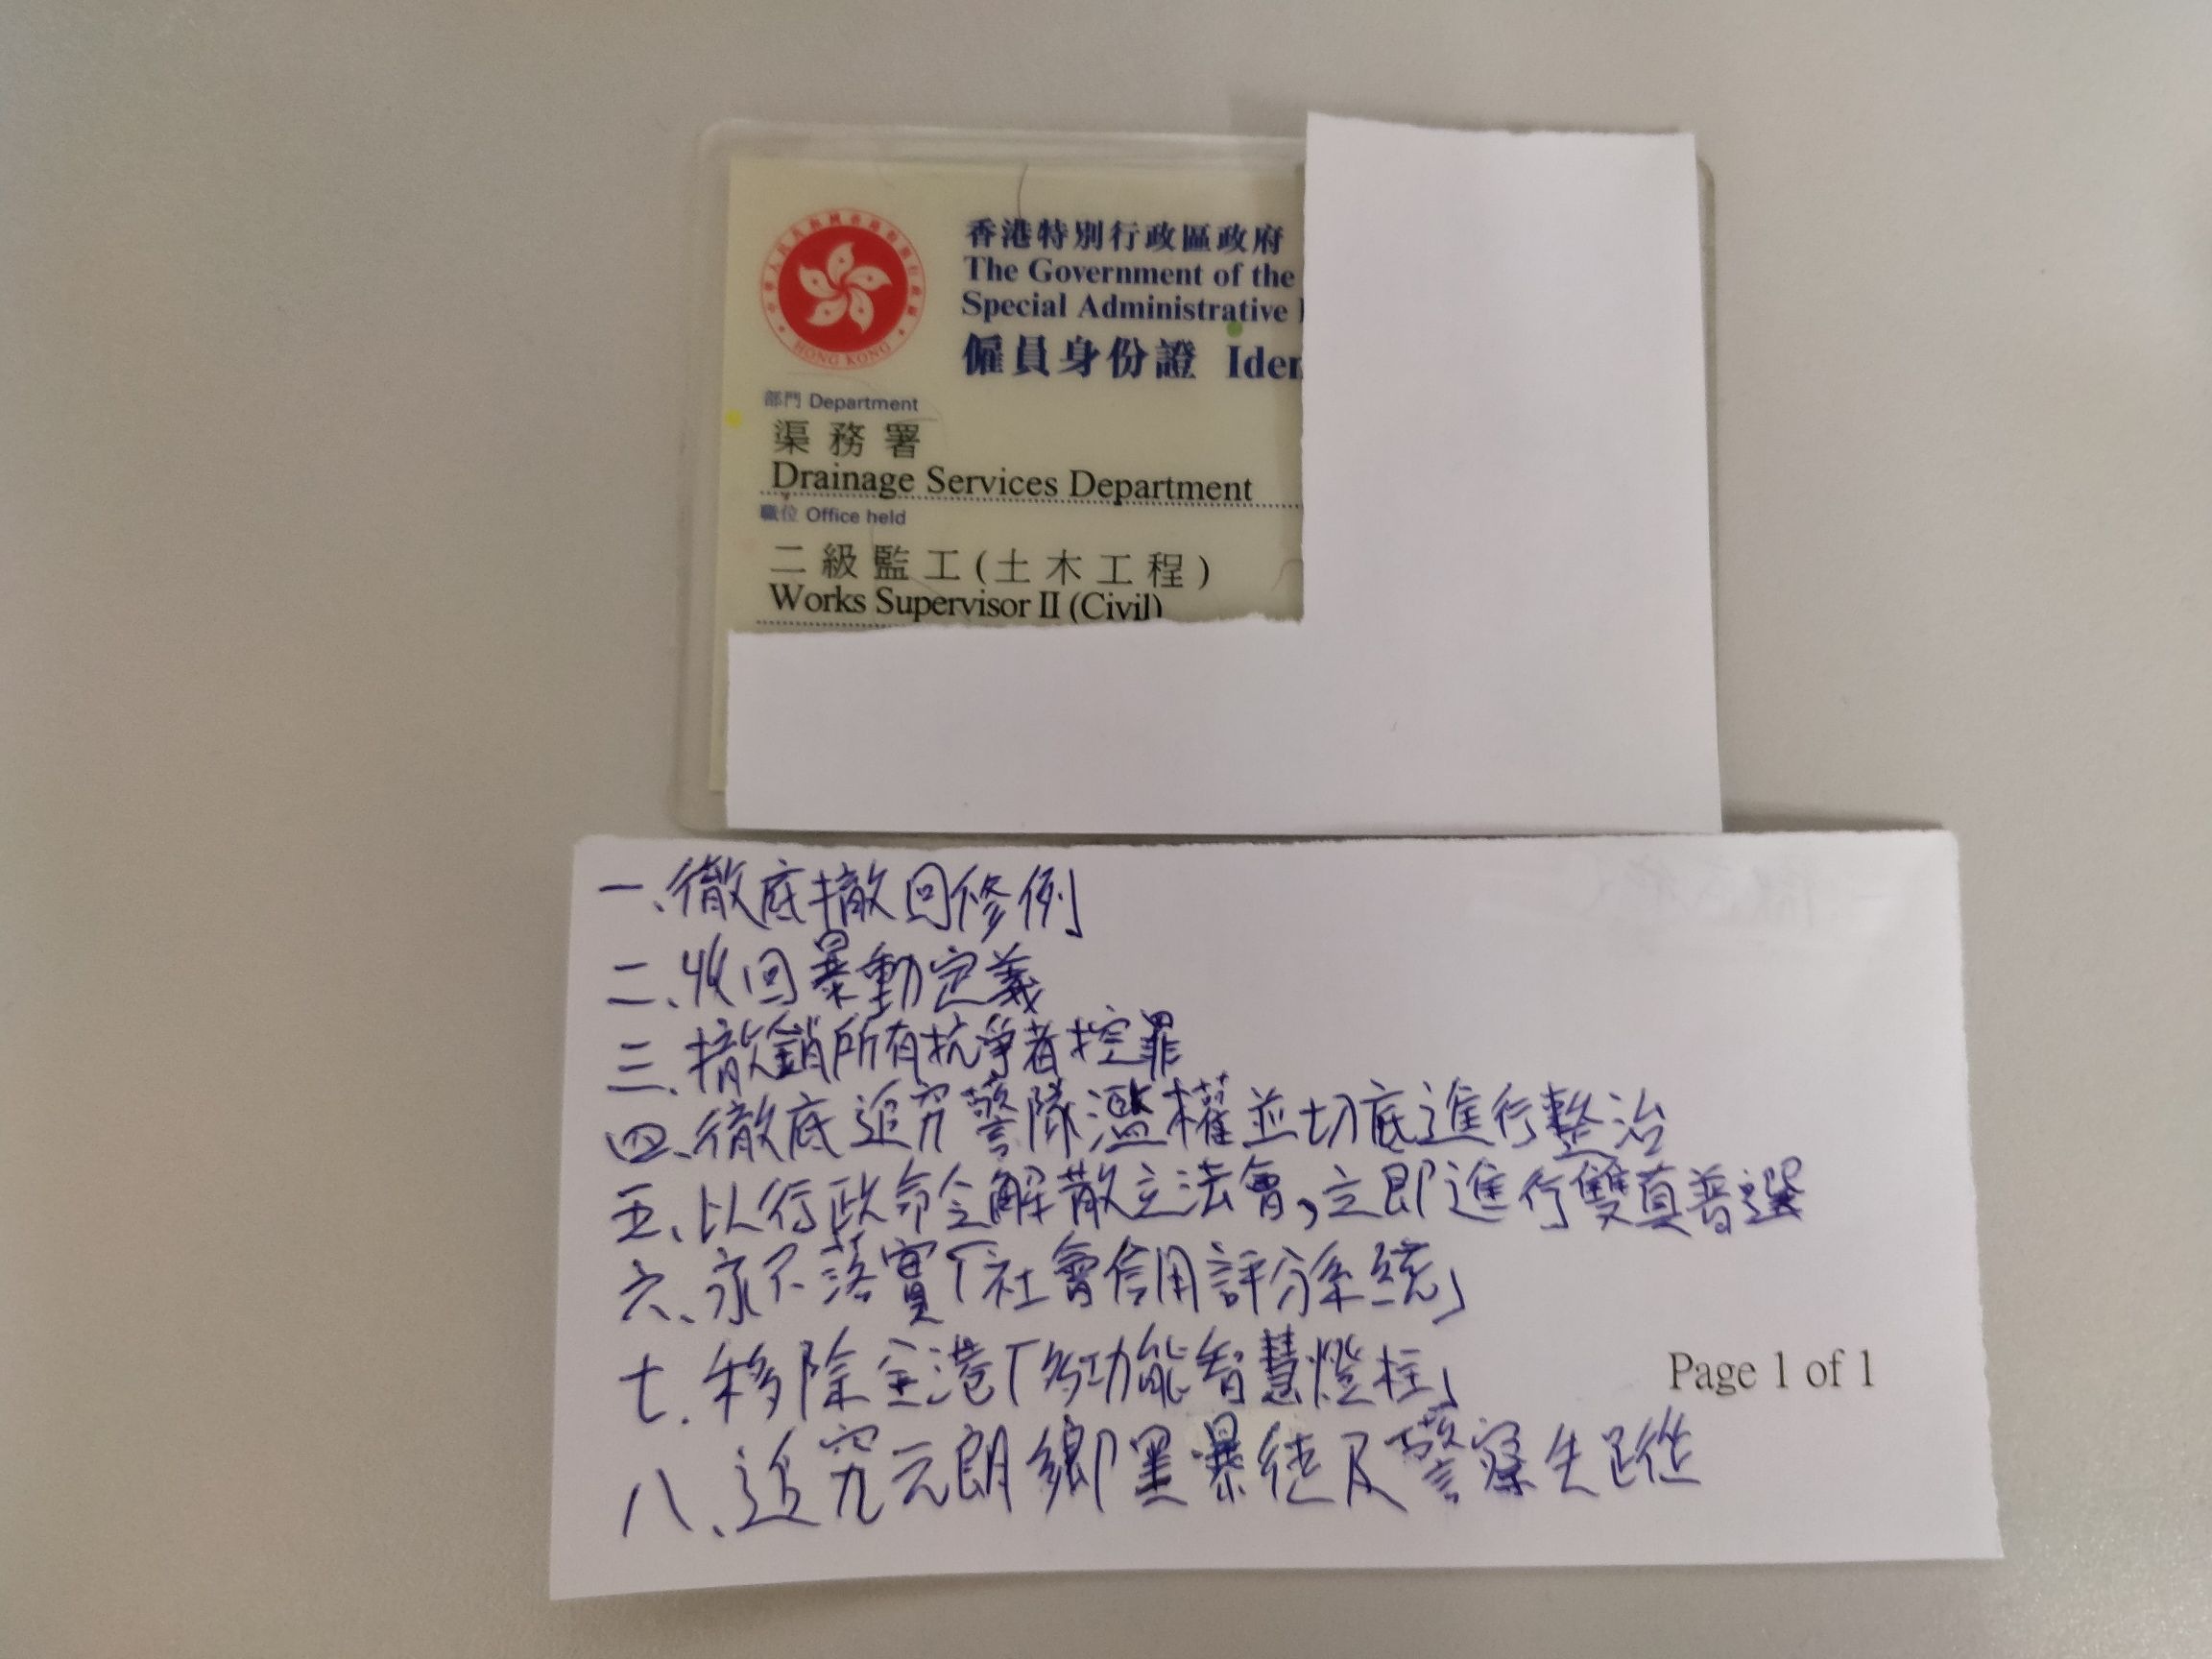 香港特別行政區政府
The Government of the
Special Administrative
僱員身份證 Iden
HONG KONG
部門 Department
渠務署
Drainage Services Department
職位 Office held
二級監工(土木工程)
Works Supervisor II (Civil)
一、徹底撤回修例
二、收回暴動定義
三、撤銷所有抗爭者控罪
四、徹底追究警隊濫權並切底進行整治
五、以行政命令解散立法會,立即進行雙真普選
六、永不落實「社會信用評分系統」
七、移除全港「多功能智慧燈柱」
Page 1 of 1
八、追究元朗鄉黑暴徒及警察失蹤